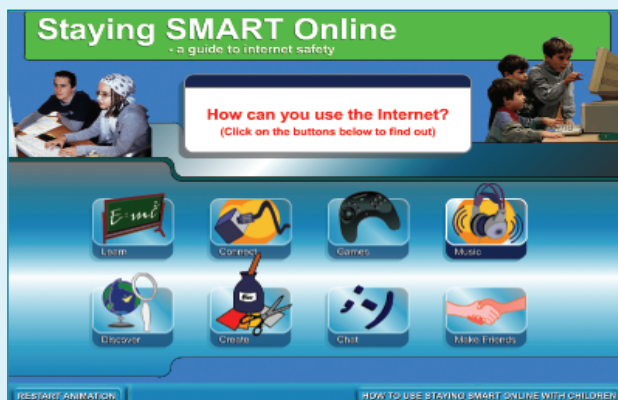 Staying SMART Online
- a guide to internet safety
How can you use the Internet?
(Click on the buttons below to find out)
E=mc²
Learn
Connect
Games
Music
Discover
Create
Chat
Make Friends
RESTART ANIMATION
HOW TO USE STAYING SMART ONLINE WITH CHILDREN